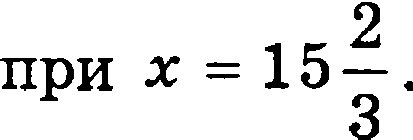 при x = 15 2/3.